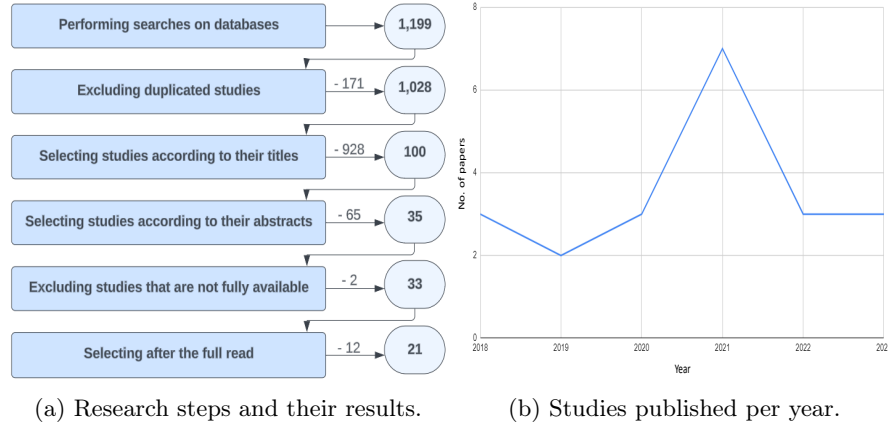 Performing searches on databases
1,199
- 171
Excluding duplicated studies
1,028
- 928
Selecting studies according to their titles
100
- 65
Selecting studies according to their abstracts
35
- 2
Excluding studies that are not fully available
33
- 12
Selecting after the full read
21
(a) Research steps and their results.
8
6
4
2
0
No. of papers
2018 2019 2020 2021 2022 202
Year
(b) Studies published per year.